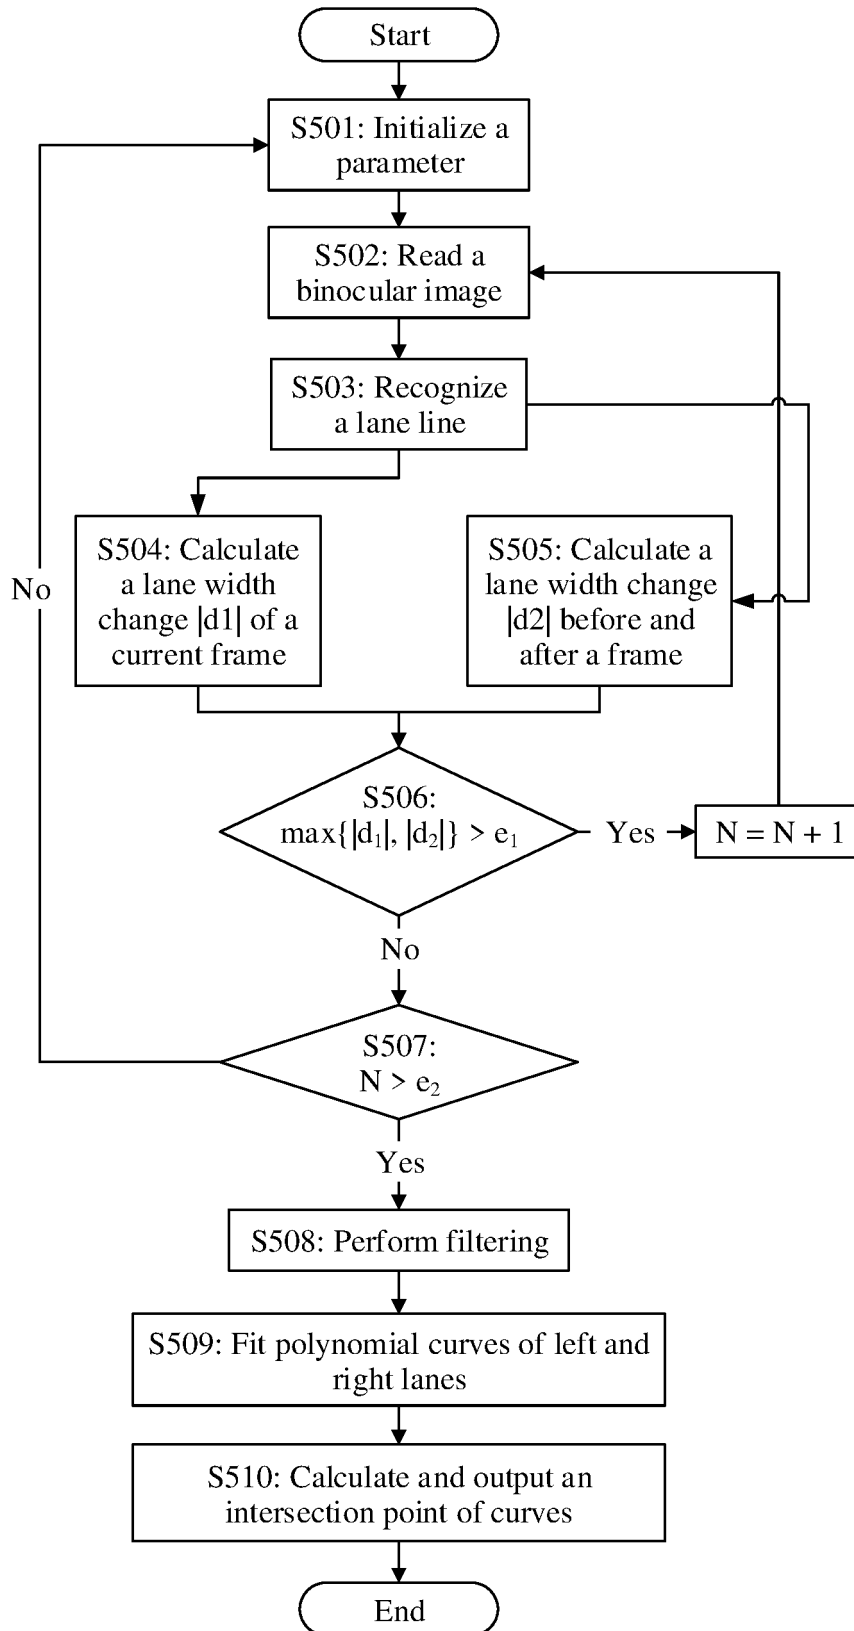 Start
S501: Initialize a
parameter
S502: Read a
binocular image
S503: Recognize
a lane line
S504: Calculate
a lane width
change |d1| of a
current frame
S505: Calculate a
lane width change
|d2| before and
after a frame
No
S506:
max{|d₁|, |d₂|} > e₁
Yes
N = N + 1
No
S507:
N > e₂
Yes
S508: Perform filtering
S509: Fit polynomial curves of left and
right lanes
S510: Calculate and output an
intersection point of curves
End